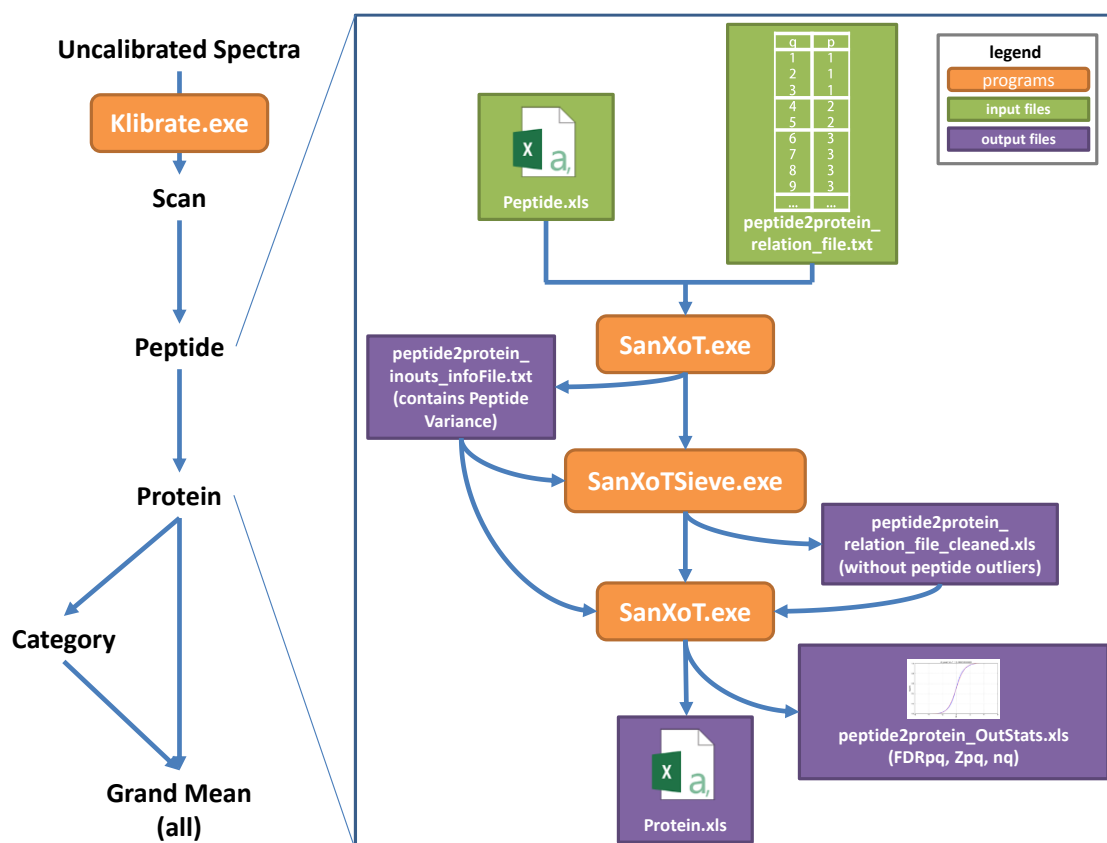 Uncalibrated Spectra
Klibrate.exe
Scan
Peptide
Protein
Category
Grand Mean
(all)
q p
1 1
2 1
3 1
4 2
5 2
6 3
7 3
8 3
9 3
... ...
X
a,
Peptide.xls
peptide2protein_
relation_file.txt
legend
programs
input files
output files
SanXoT.exe
peptide2protein_
inouts_infoFile.txt
(contains Peptide
Variance)
SanXoTSieve.exe
peptide2protein_
relation_file_cleaned.xls
(without peptide outliers)
SanXoT.exe
peptide2protein_OutStats.xls
(FDRpq, Zpq, nq)
X
a,
Protein.xls